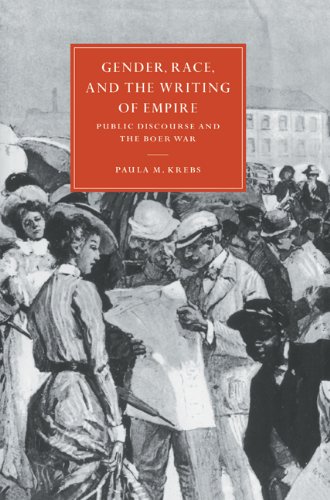 GENDER, RACE,
AND THE WRITING
OF EMPIRE
PUBLIC DISCOURSE AND
THE BOER WAR
PAULA M. KREBS